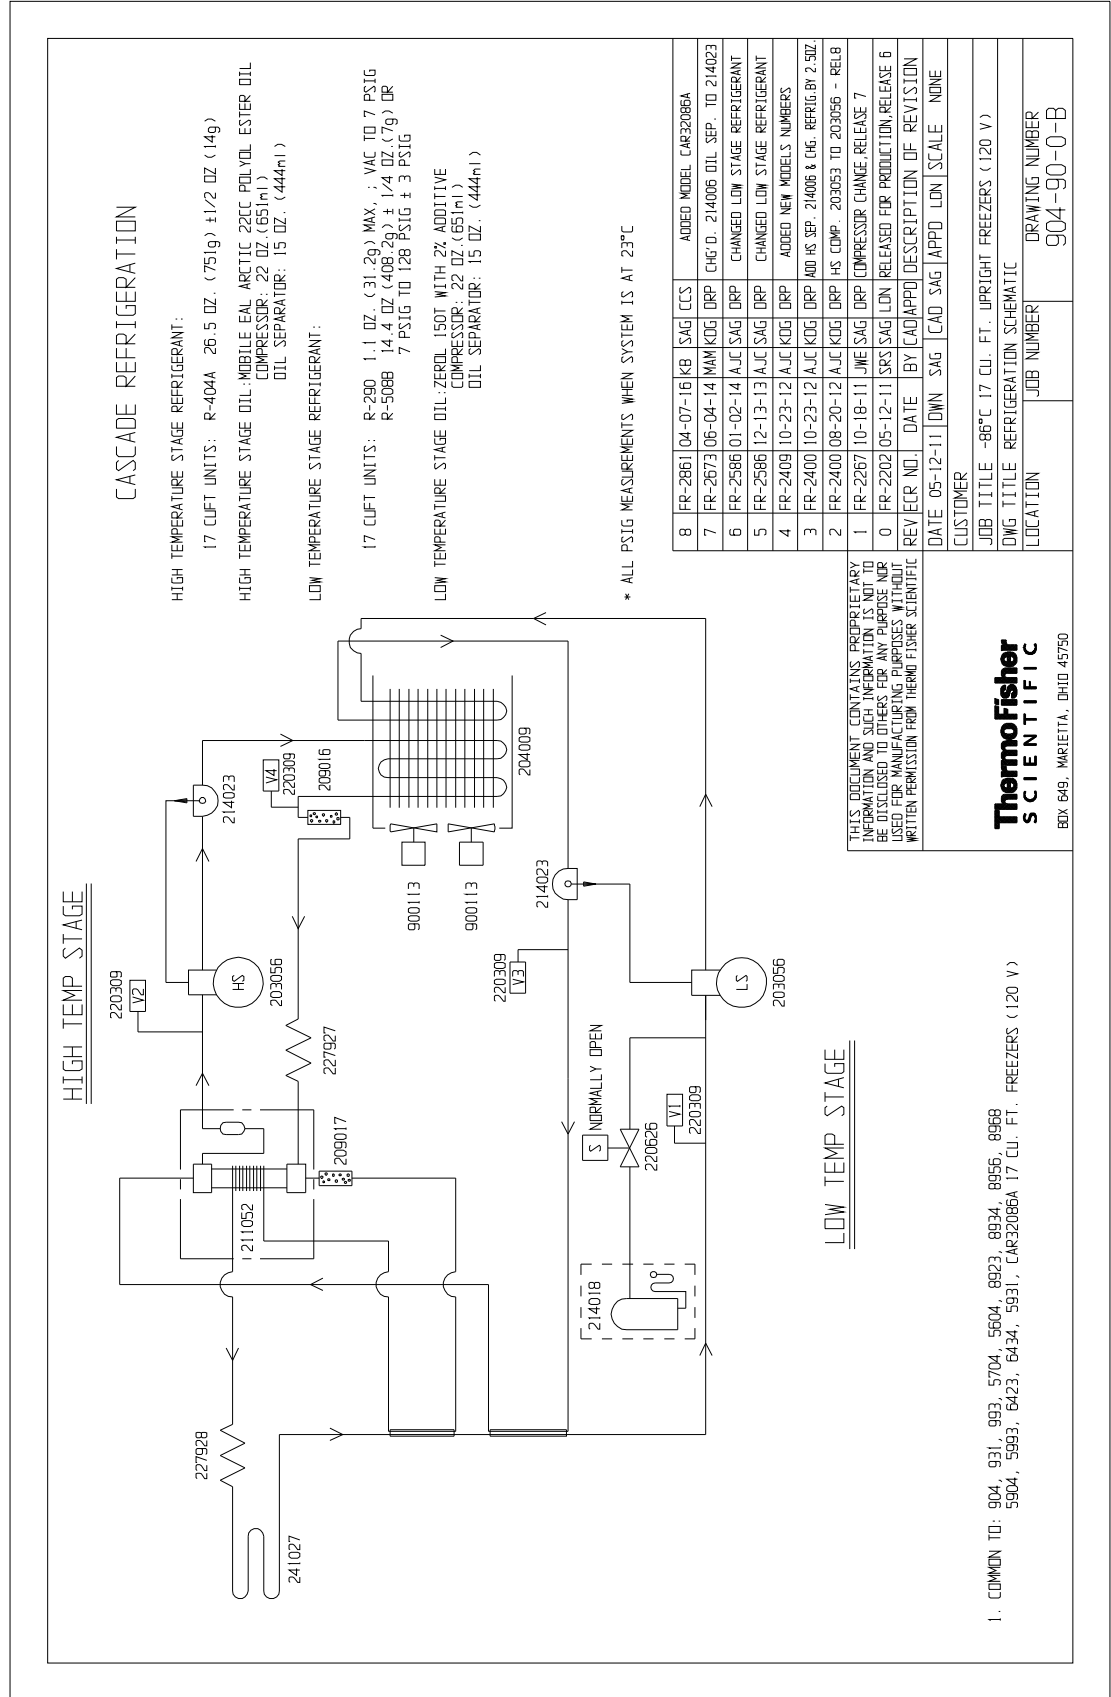 CASCADE REFRIGERATION
HIGH TEMPERATURE STAGE REFRIGERANT:
17 CUFT UNITS: R-404A 26.5 OZ. (751g) ±1/2 OZ (14g)
HIGH TEMPERATURE STAGE OIL:MOBILE EAL ARCTIC 22CC POLYOL ESTER OIL
COMPRESSOR: 22 OZ.(651ml)
OIL SEPARATOR: 15 OZ. (444ml)
LOW TEMPERATURE STAGE REFRIGERANT:
17 CUFT UNITS: R-290 1.1 OZ. (31.2g) MAX, ; VAC TO 7 PSIG
R-508B 14.4 OZ (408.2g) ± 1/4 OZ.(7g) OR
7 PSIG TO 128 PSIG ± 3 PSIG
LOW TEMPERATURE STAGE OIL:ZEROL 150T WITH 2% ADDITIVE
COMPRESSOR: 22 OZ.(651ml)
OIL SEPARATOR: 15 OZ. (444ml)
* ALL PSIG MEASUREMENTS WHEN SYSTEM IS AT 23°C
HIGH TEMP STAGE
220309
V2
HS
203056
214023
V4
220309
209016
204009
900113
900113
227927
209017
211052
227928
241027
214023
220309
V3
LS
203056
S NORMALLY OPEN
220626
V1
220309
214018
LOW TEMP STAGE
1. COMMON TO: 904, 931, 993, 5704, 5604, 8923, 8934, 8956, 8968
5904, 5993, 6423, 6434, 5931, CAR32086A 17 CU. FT. FREEZERS (120 V)
8 FR-2861 04-07-16 KB SAG CCS ADDED MODEL CAR32086A
7 FR-2673 06-04-14 MAM KDG DRP CHG'D. 214006 OIL SEP. TO 214023
6 FR-2586 01-02-14 AJC SAG DRP CHANGED LOW STAGE REFRIGERANT
5 FR-2586 12-13-13 AJC SAG DRP CHANGED LOW STAGE REFRIGERANT
4 FR-2409 10-23-12 AJC KDG DRP ADDED NEW MODELS NUMBERS
3 FR-2400 10-23-12 AJC KDG DRP ADD HS SEP. 214006 & CHG. REFRIG.BY 2.5OZ.
2 FR-2400 08-20-12 AJC KDG DRP HS COMP. 203053 TO 203056 - REL8
1 FR-2267 10-18-11 JWE SAG DRP COMPRESSOR CHANGE,RELEASE 7
0 FR-2202 05-12-11 SRS SAG LDN RELEASED FOR PRODUCTION,RELEASE 6
REV ECR NO. DATE BY CAD APPD DESCRIPTION OF REVISION
DATE 05-12-11 DWN SAG CAD SAG APPD LDN SCALE NONE
CUSTOMER
JOB TITLE -86°C 17 CU. FT. UPRIGHT FREEZERS (120 V)
DWG TITLE REFRIGERATION SCHEMATIC
LOCATION JOB NUMBER DRAWING NUMBER
904-90-0-B
THIS DOCUMENT CONTAINS PROPRIETARY
INFORMATION AND SUCH INFORMATION IS NOT TO
BE DISCLOSED TO OTHERS FOR ANY PURPOSE NOR
USED FOR MANUFACTURING PURPOSES WITHOUT
WRITTEN PERMISSION FROM THERMO FISHER SCIENTIFIC
ThermoFisher
SCIENTIFIC
BOX 649, MARIETTA, OHIO 45750